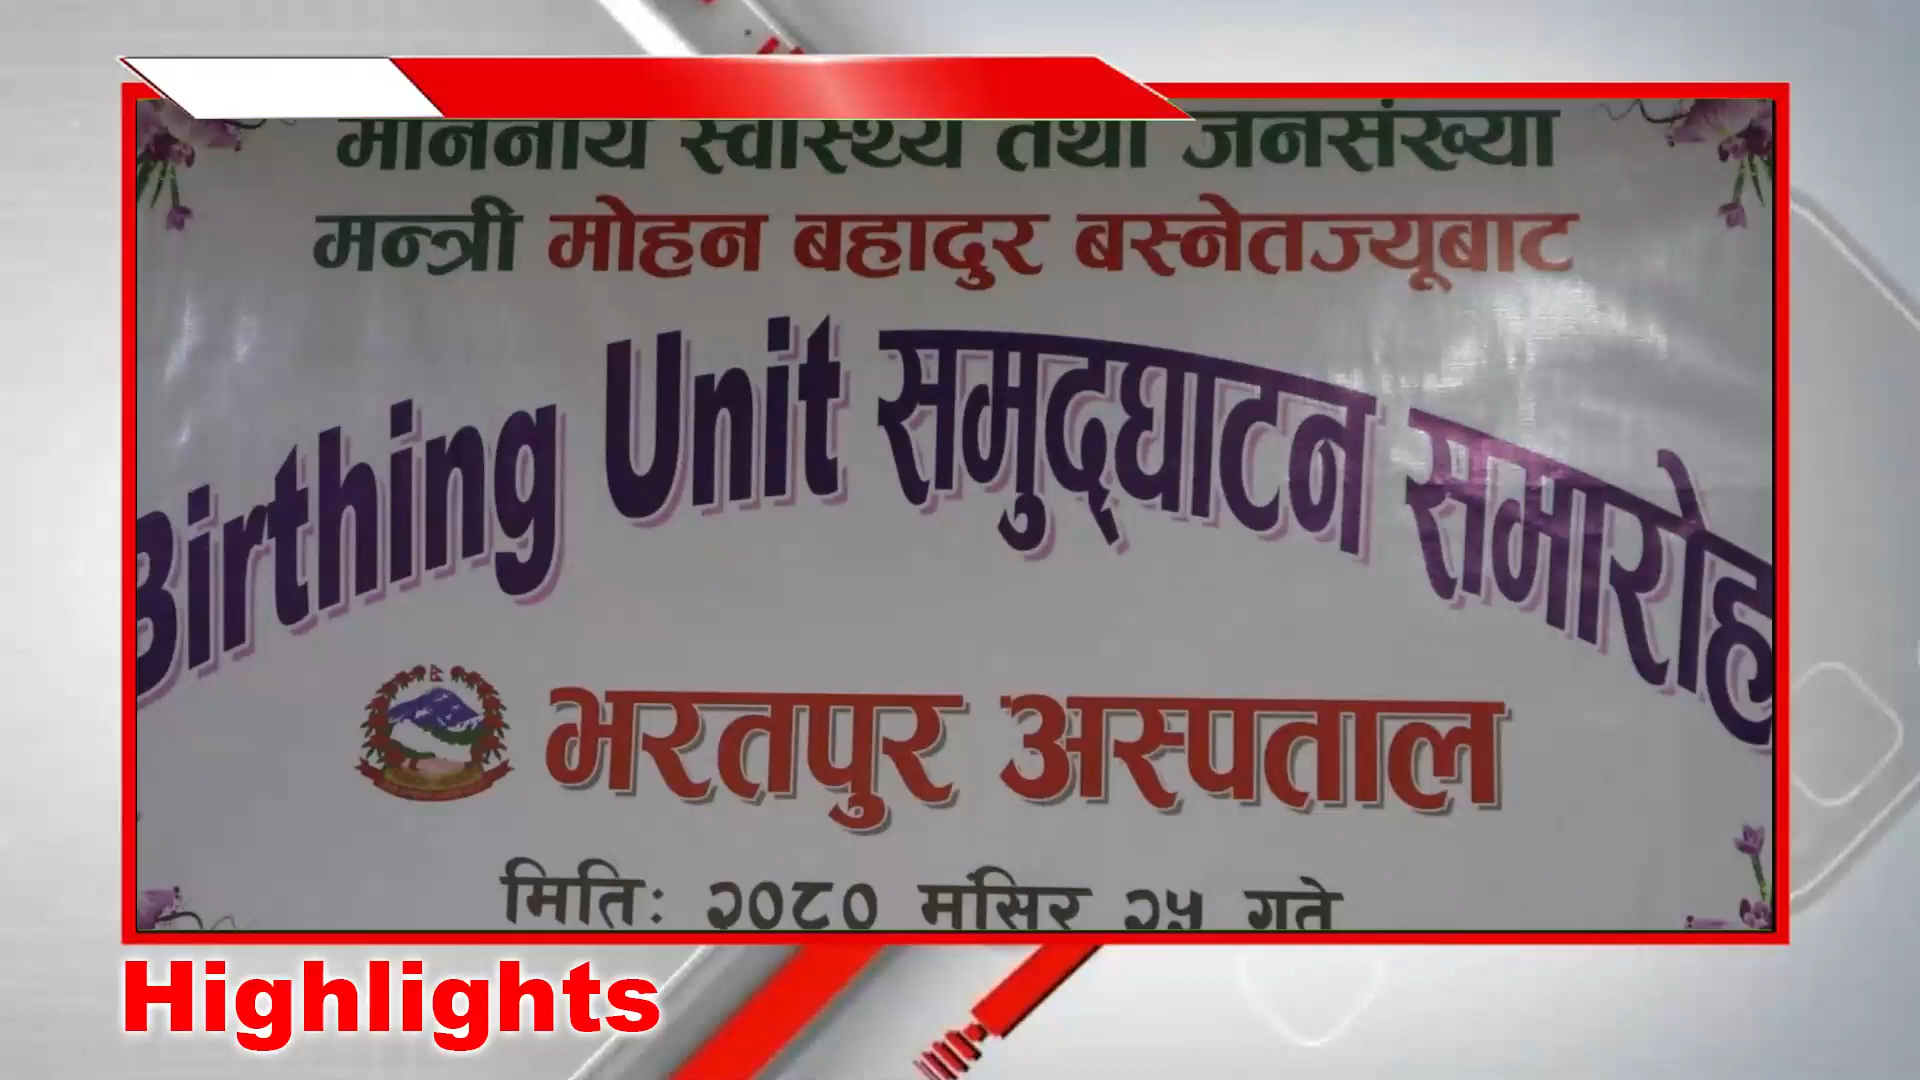 माननीय स्वास्थ्य तथा जनसंख्या
मन्त्री मोहन बहादुर बस्नेतज्यूबाट
Birthing Unit समुद्घाटन समारोह
भरतपुर अस्पताल
मितिः २०८० मंसिर २५ गते
Highlights